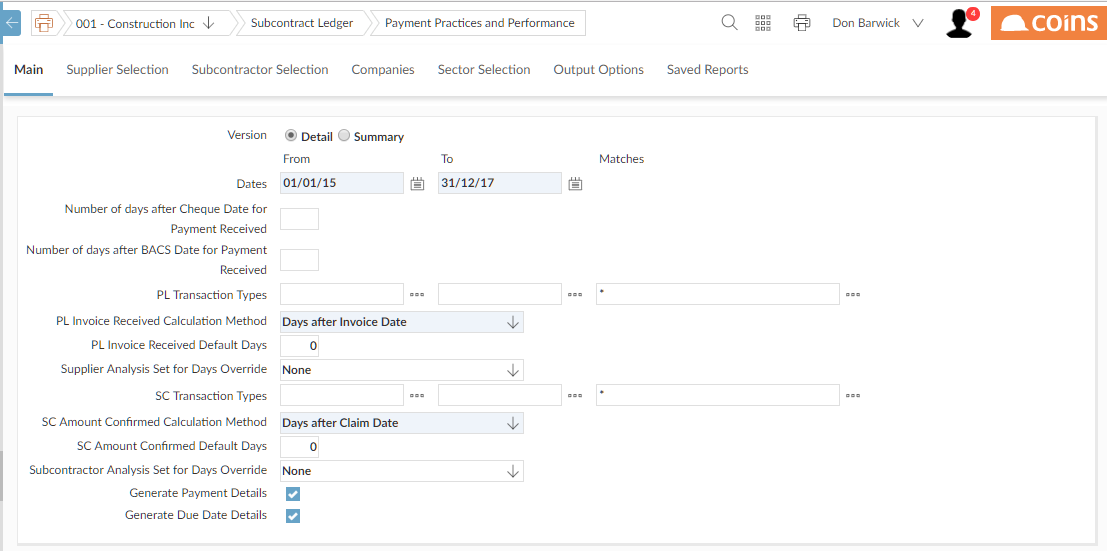 001 - Construction Inc Subcontract Ledger Payment Practices and Performance Don Barwick 4 coins
Main Supplier Selection Subcontractor Selection Companies Sector Selection Output Options Saved Reports
Version Detail Summary
From To Matches
Dates 01/01/15 31/12/17
Number of days after Cheque Date for
Payment Received
Number of days after BACS Date for Payment
Received
PL Transaction Types *
PL Invoice Received Calculation Method Days after Invoice Date
PL Invoice Received Default Days 0
Supplier Analysis Set for Days Override None
SC Transaction Types *
SC Amount Confirmed Calculation Method Days after Claim Date
SC Amount Confirmed Default Days 0
Subcontractor Analysis Set for Days Override None
Generate Payment Details
Generate Due Date Details